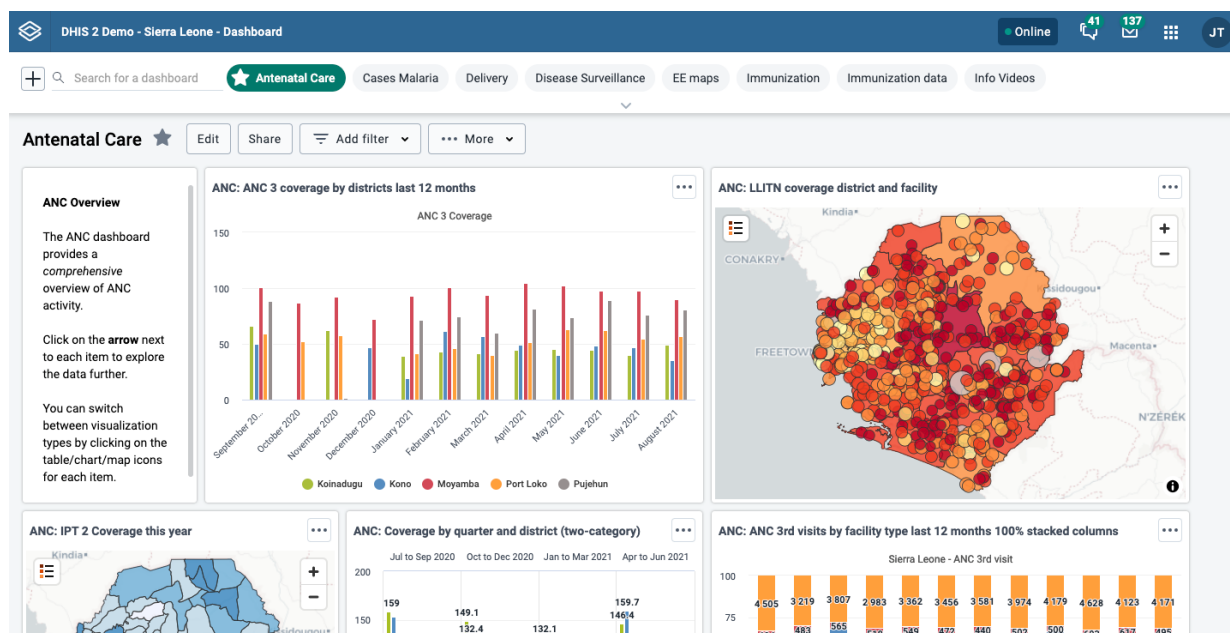 DHIS 2 Demo - Sierra Leone - Dashboard
Online
41
137
JT
Search for a dashboard
Antenatal Care
Cases Malaria
Delivery
Disease Surveillance
EE maps
Immunization
Immunization data
Info Videos
Antenatal Care
Edit
Share
Add filter
More
ANC Overview
The ANC dashboard
provides a
comprehensive
overview of ANC
activity.
Click on the arrow next
to each item to explore
the data further.
You can switch
between visualization
types by clicking on the
table/chart/map icons
for each item.
ANC: ANC 3 coverage by districts last 12 months
ANC 3 Coverage
150
100
50
0
September 20...
October 2020
November 2020
December 2020
January 2021
February 2021
March 2021
April 2021
May 2021
June 2021
July 2021
August 2021
Koinadugu
Kono
Moyamba
Port Loko
Pujehun
ANC: LLITN coverage district and facility
Kindia
CONAKRY
FREETOWN
Macenta
ANC: IPT 2 Coverage this year
Kindia
ANC: Coverage by quarter and district (two-category)
Jul to Sep 2020
Oct to Dec 2020
Jan to Mar 2021
Apr to Jun 2021
200
150
159
149.1
132.4
132.1
159.7
ANC: ANC 3rd visits by facility type last 12 months 100% stacked columns
Sierra Leone - ANC 3rd visit
100
75
4 505
3 219
3 807
2 983
3 362
3 456
3 581
3 974
4 179
4 628
4 123
4 171
483
565
549
472
440
502
500
495